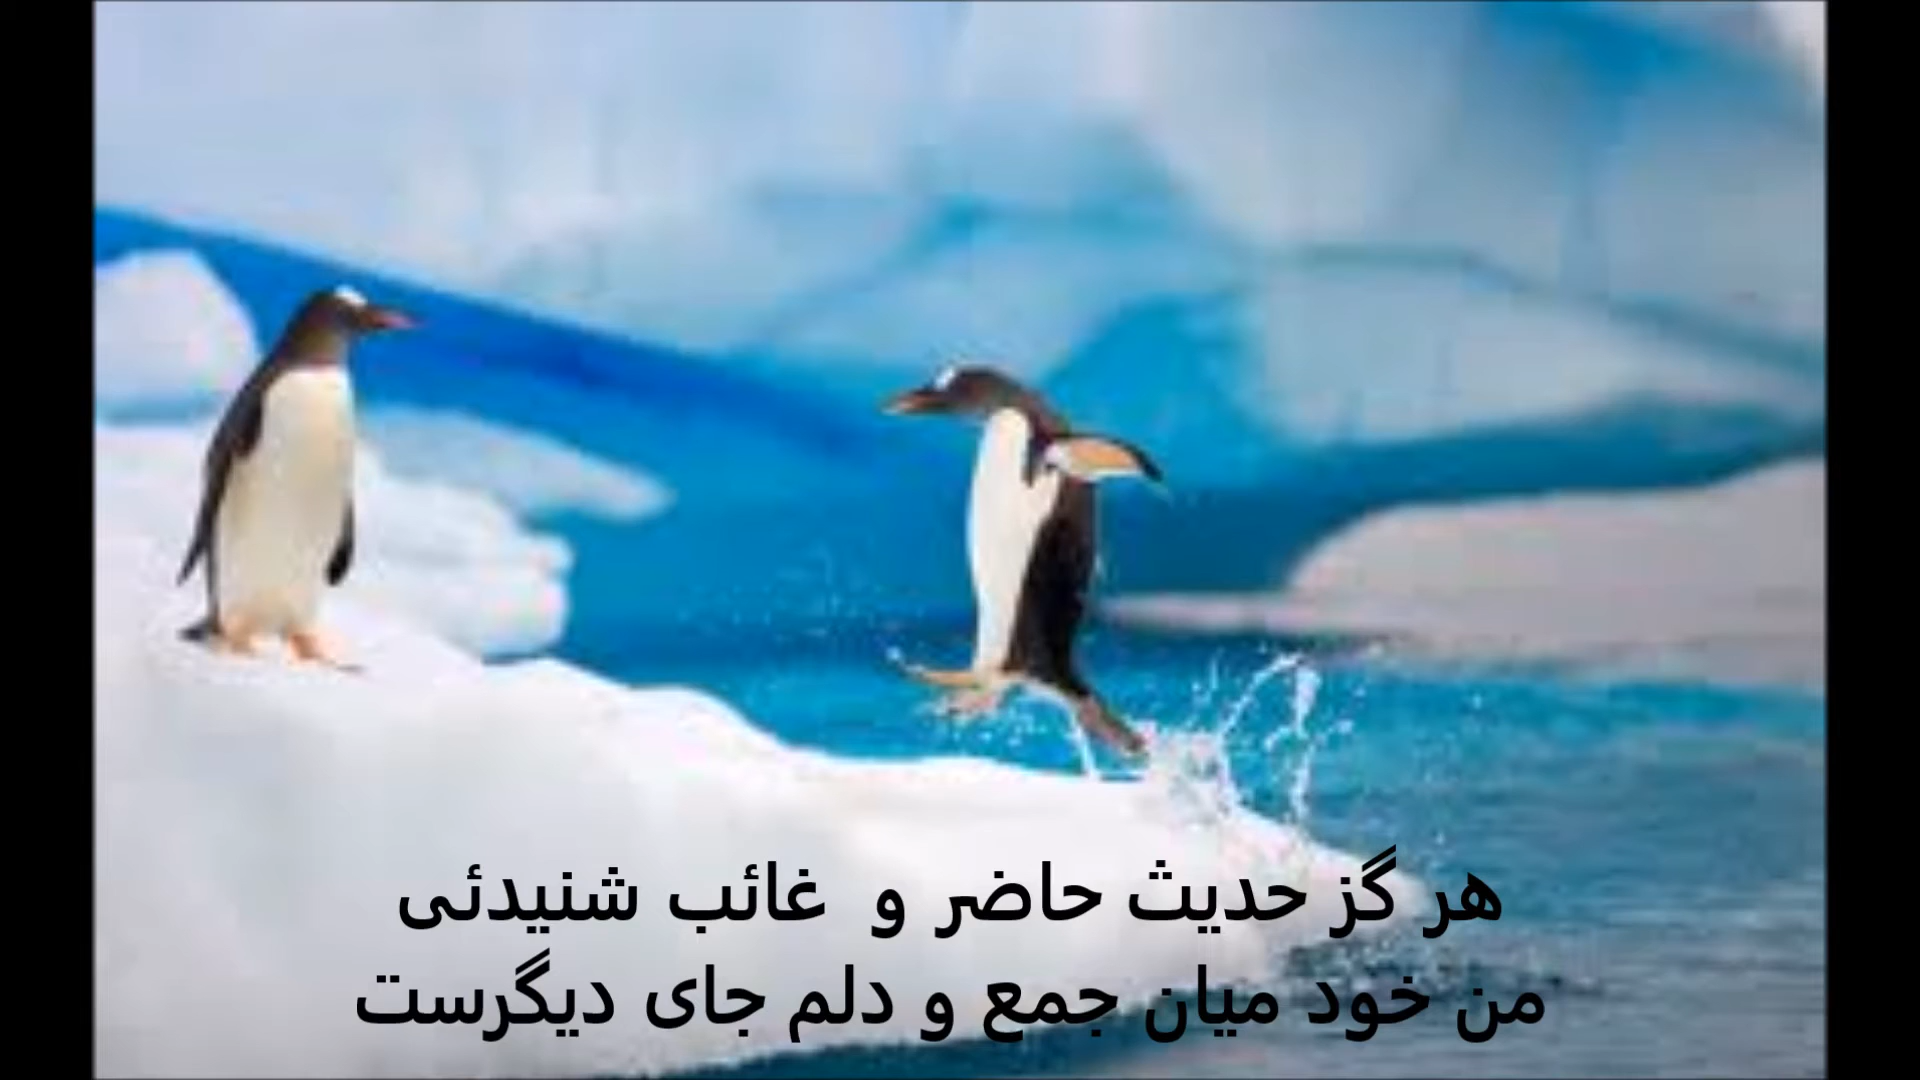 هر گز حدیث حاضر و غائب شنیدئی
من خود میان جمع و دلم جای دیگرست